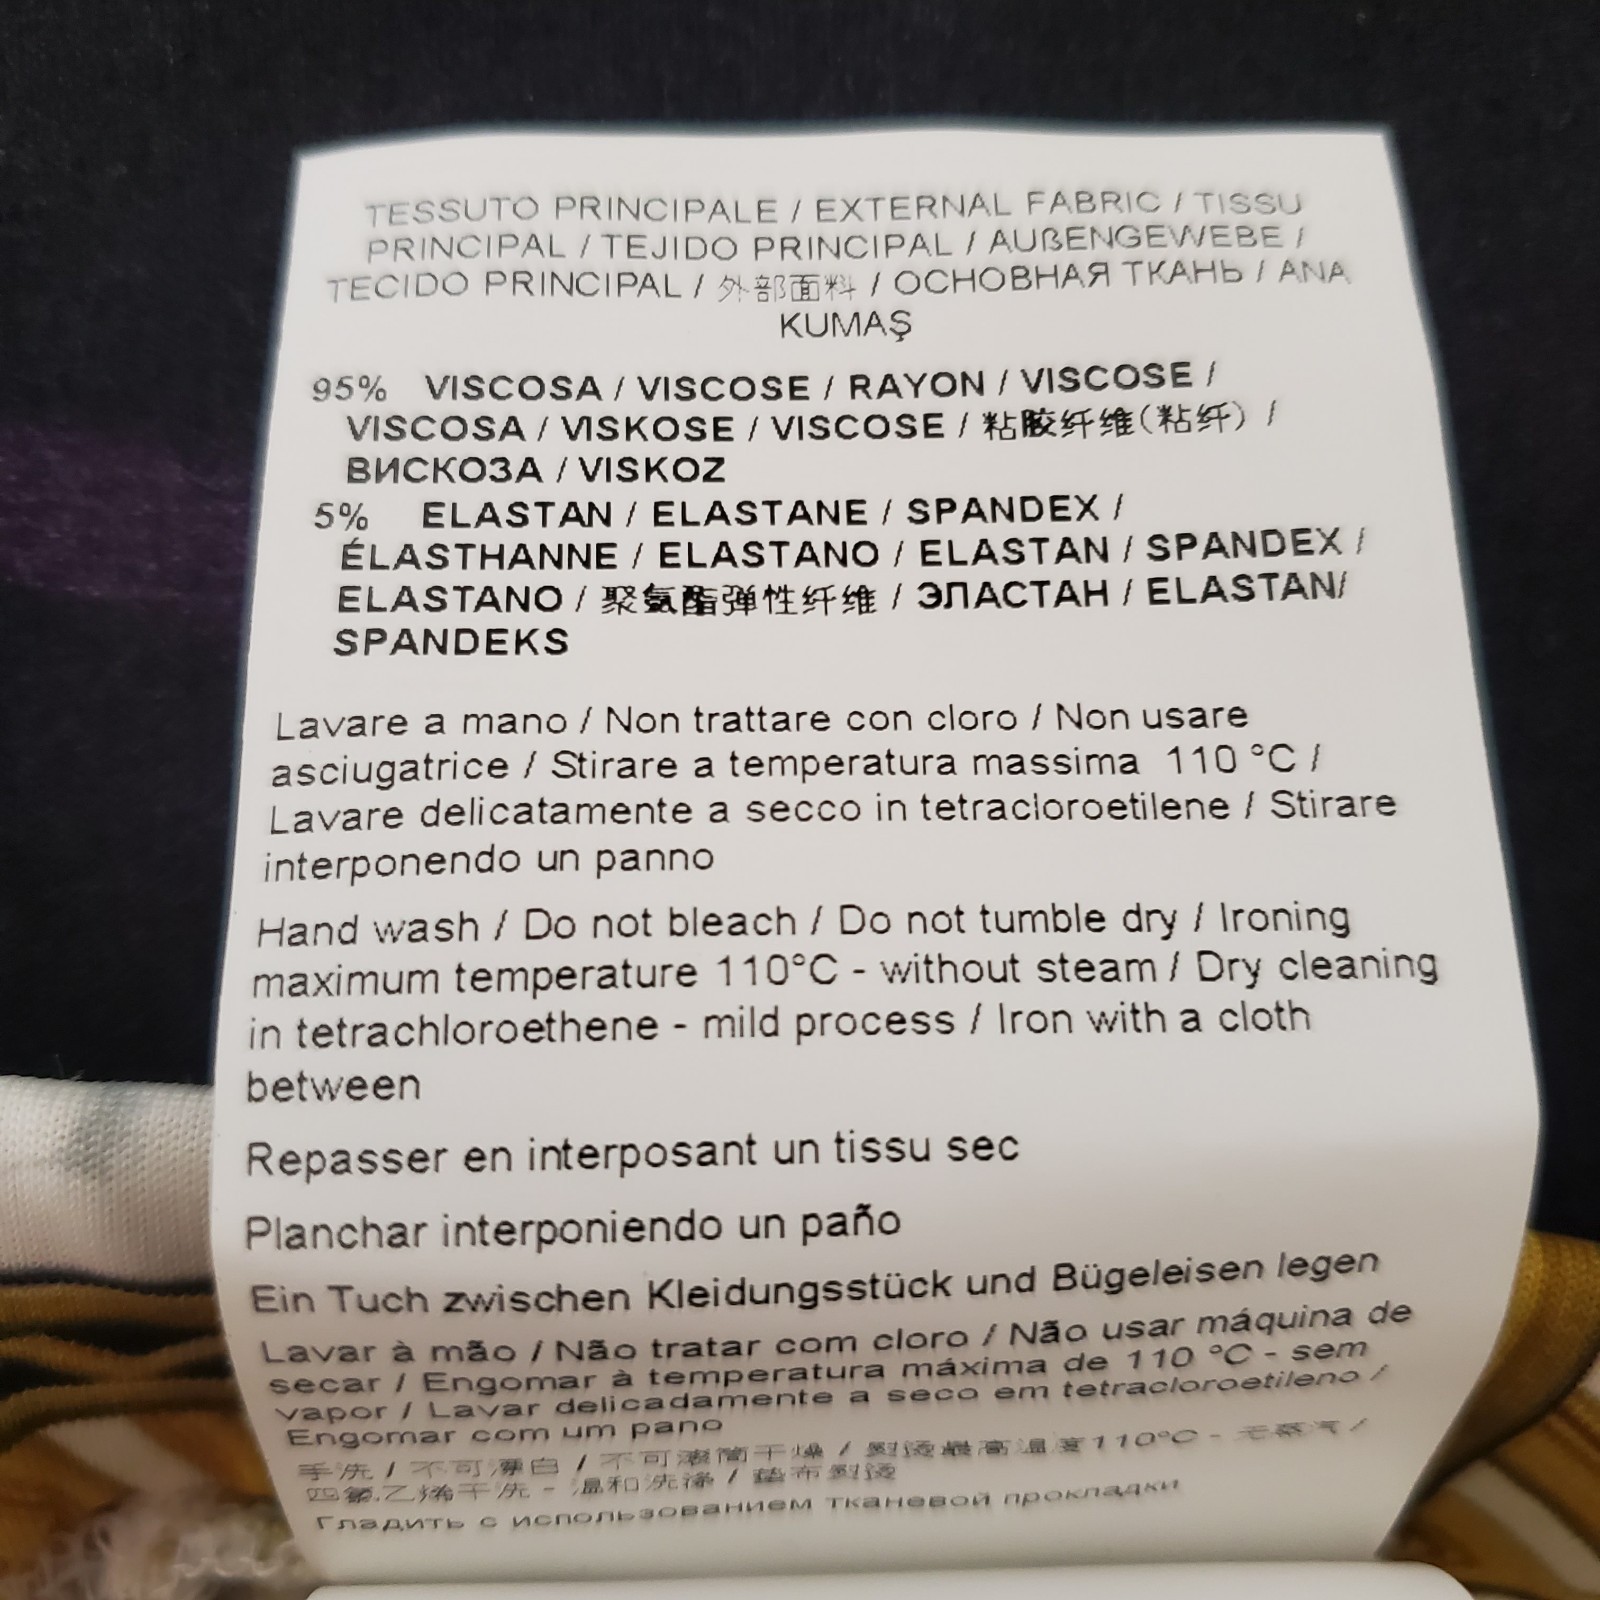 TESSUTO PRINCIPALE / EXTERNAL FABRIC / TISSU
PRINCIPAL / TEJIDO PRINCIPAL / AUßENGEWEBE /
TECIDO PRINCIPAL / 外部面料 / ОСНОВНАЯ ТКАНЬ / ANA
KUMAŞ
95% VISCOSA / VISCOSE / RAYON / VISCOSE /
VISCOSA / VISKOSE / VISCOSE / 粘胶纤维(粘纤) /
ВИСКОЗА / VISKOZ
5% ELASTAN / ELASTANE / SPANDEX /
ÉLASTHANNE / ELASTANO / ELASTAN / SPANDEX /
ELASTANO / 聚氨酯弹性纤维 / ЭЛАСТАН / ELASTAN/
SPANDEKS
Lavare a mano / Non trattare con cloro / Non usare
asciugatrice / Stirare a temperatura massima 110 °C /
Lavare delicatamente a secco in tetracloroetilene / Stirare
interponendo un panno
Hand wash / Do not bleach / Do not tumble dry / Ironing
maximum temperature 110°C - without steam / Dry cleaning
in tetrachloroethene - mild process / Iron with a cloth
between
Repasser en interposant un tissu sec
Planchar interponiendo un paño
Ein Tuch zwischen Kleidungsstück und Bügeleisen legen
Lavar à mão / Não tratar com cloro / Não usar máquina de
secar / Engomar à temperatura máxima de 110 °C - sem
vapor / Lavar delicadamente a seco em tetracloroetileno /
Engomar com um pano
手洗 / 不可漂白 / 不可滚筒干燥 / 熨烫最高温度110°C - 无蒸汽 /
四氯乙烯干洗 - 温和洗涤 / 垫布熨烫
Гладить с использованием тканевой прокладки